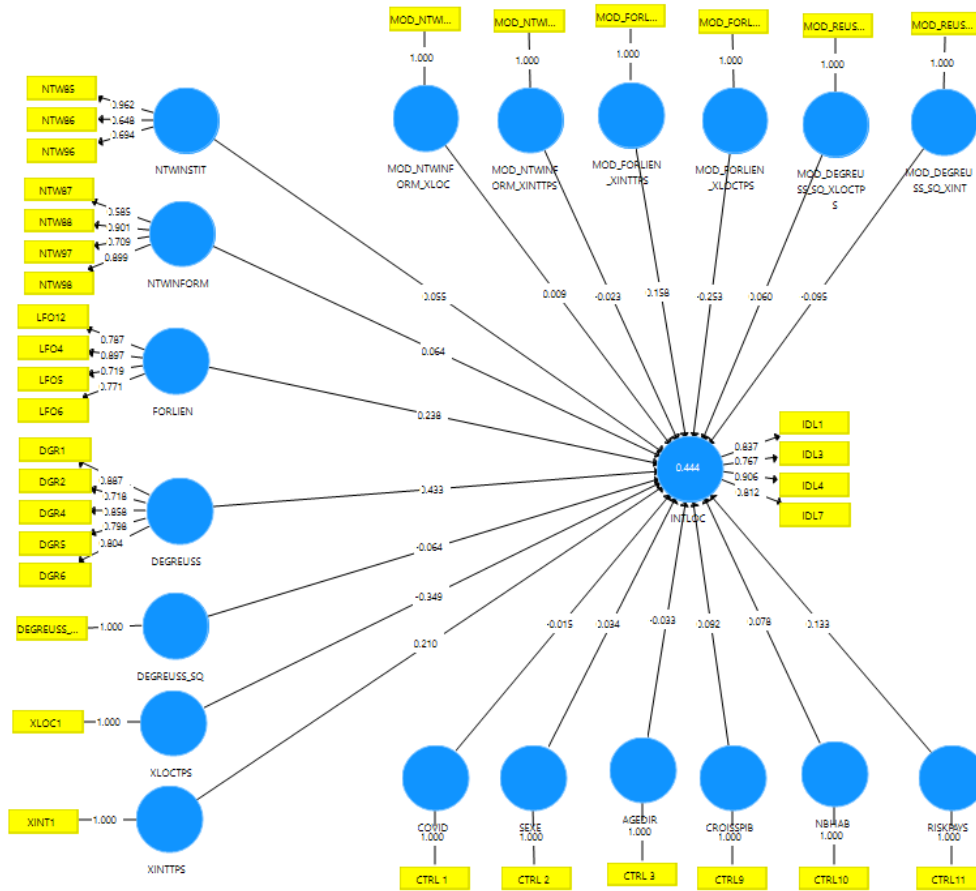 MOD_NTWI...
MOD_NTWI...
MOD_FORL...
MOD_FORL...
MOD_REUS...
MOD_REUS...
1.000
1.000
1.000
1.000
1.000
1.000
MOD_NTWINF
ORM_XLOC
MOD_NTWINF
ORM_XINTTPS
MOD_FORLIEN
_XINTTPS
MOD_FORLIEN
_XLOCTPS
MOD_DEGREU
SS_SQ_XLOCTP
S
MOD_DEGREU
SS_SQ_XINT
NTW85
NTW86
NTW96
0.962
0.648
0.694
NTWINSTIT
NTW87
NTW88
NTW97
NTW98
0.585
0.901
0.709
0.899
NTWINFORM
LFO12
LFO4
LFO5
LFO6
0.787
0.897
0.719
0.771
FORLIEN
DGR1
DGR2
DGR4
DGR5
DGR6
0.887
0.718
0.858
0.798
0.804
DEGREUSS
DEGREUSS_...
1.000
DEGREUSS_SQ
XLOC1
1.000
XLOCTPS
XINT1
1.000
XINTTPS
0.055
0.064
0.238
0.433
-0.064
-0.349
0.210
0.009
-0.023
0.158
-0.253
0.060
-0.095
0.444
INTLOC
0.837
0.767
0.906
0.812
IDL1
IDL3
IDL4
IDL7
-0.015
0.034
-0.033
0.092
0.078
0.133
COVID
SEXE
AGEDIR
CROISSPIB
NBHAB
RISKPAYS
1.000
1.000
1.000
1.000
1.000
1.000
CTRL 1
CTRL 2
CTRL 3
CTRL9
CTRL10
CTRL11